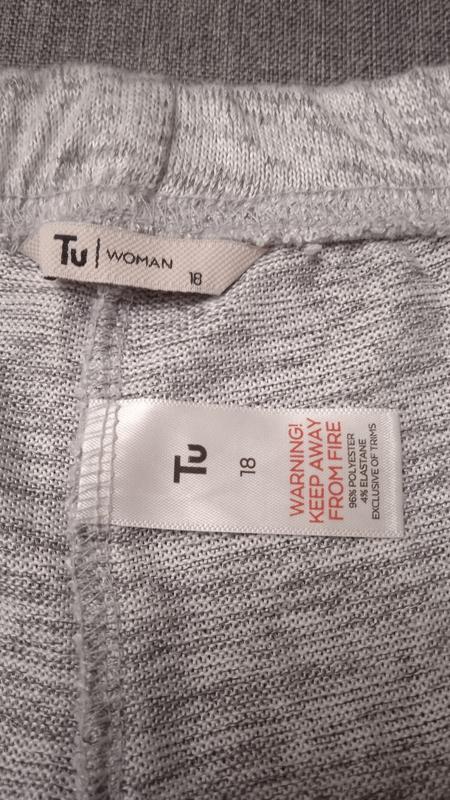 Tu | WOMAN
18
Tu
18
WARNING!
KEEP AWAY
FROM FIRE
96% POLYESTER
4% ELASTANE
EXCLUSIVE OF TRIMS